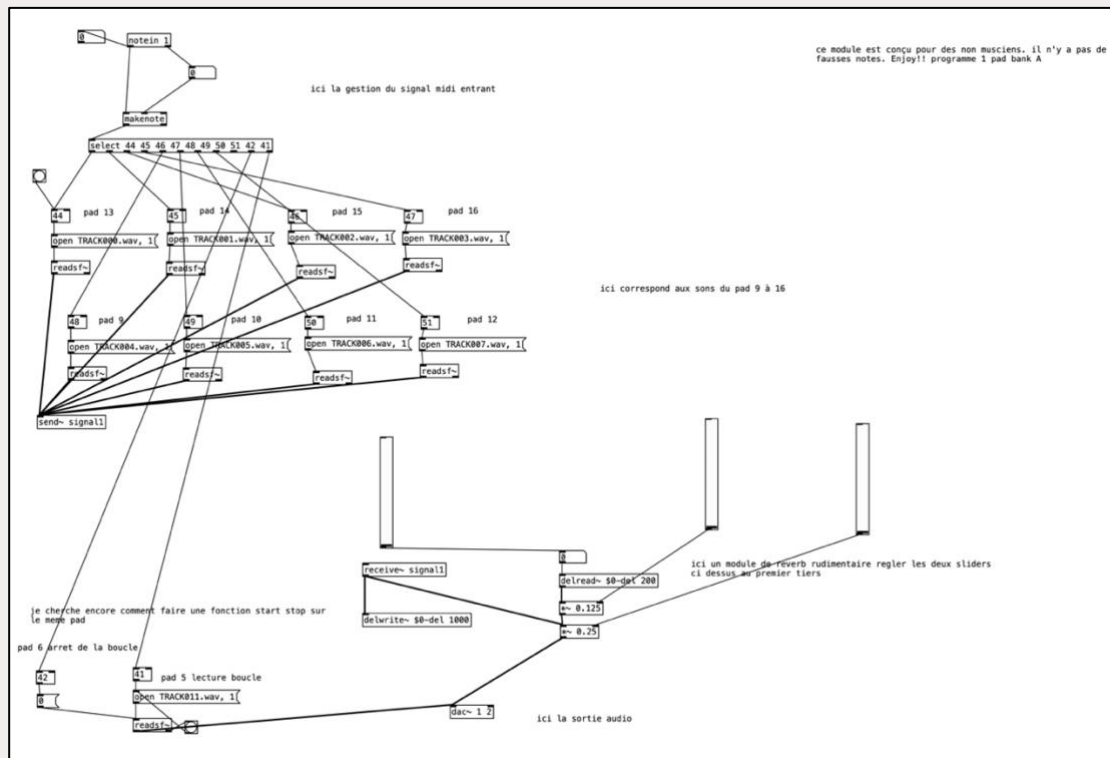 0
notein 1
ce module est conçu pour des non musciens. il n'y a pas de
fausses notes. Enjoy!! programme 1 pad bank A
0
ici la gestion du signal midi entrant
makenote
select 44 45 46 47 48 49 50 51 42 41
44
pad 13
45
pad 14
46
pad 15
47
pad 16
open TRACK000.wav, 1
open TRACK001.wav, 1
open TRACK002.wav, 1
open TRACK003.wav, 1
readsf~
readsf~
readsf~
readsf~
ici correspond aux sons du pad 9 à 16
48
pad 9
49
pad 10
50
pad 11
51
pad 12
open TRACK004.wav, 1
open TRACK005.wav, 1
open TRACK006.wav, 1
open TRACK007.wav, 1
readsf~
readsf~
readsf~
readsf~
send~ signal1
0
receive~ signal1
ici un module de reverb rudimentaire regler les deux sliders
ci dessus au premier tiers
delread~ $0-del 200
*~ 0.125
je cherche encore comment faire une fonction start stop sur
le meme pad
delwrite~ $0-del 1000
*~ 0.25
pad 6 arret de la boucle
42
41
pad 5 lecture boucle
0
open TRACK011.wav, 1
readsf~
dac~ 1 2
ici la sortie audio